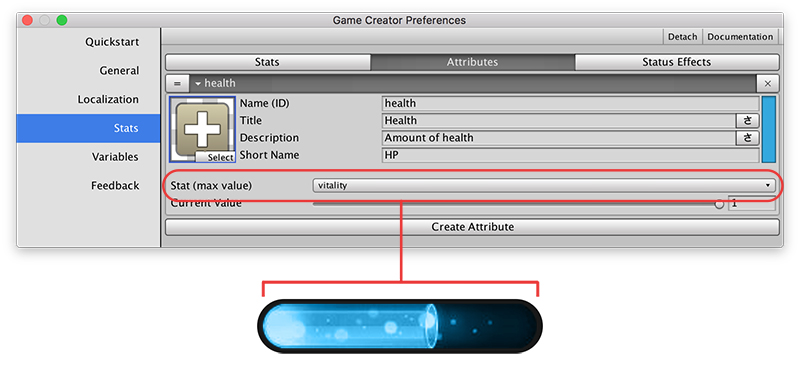 Game Creator Preferences
Detach Documentation
Quickstart
General
Localization
Stats
Variables
Feedback
Stats Attributes Status Effects
= health ×
Select
Name (ID) health
Title Health さ
Description Amount of health さ
Short Name HP
Stat (max value) vitality
Current Value 1
Create Attribute